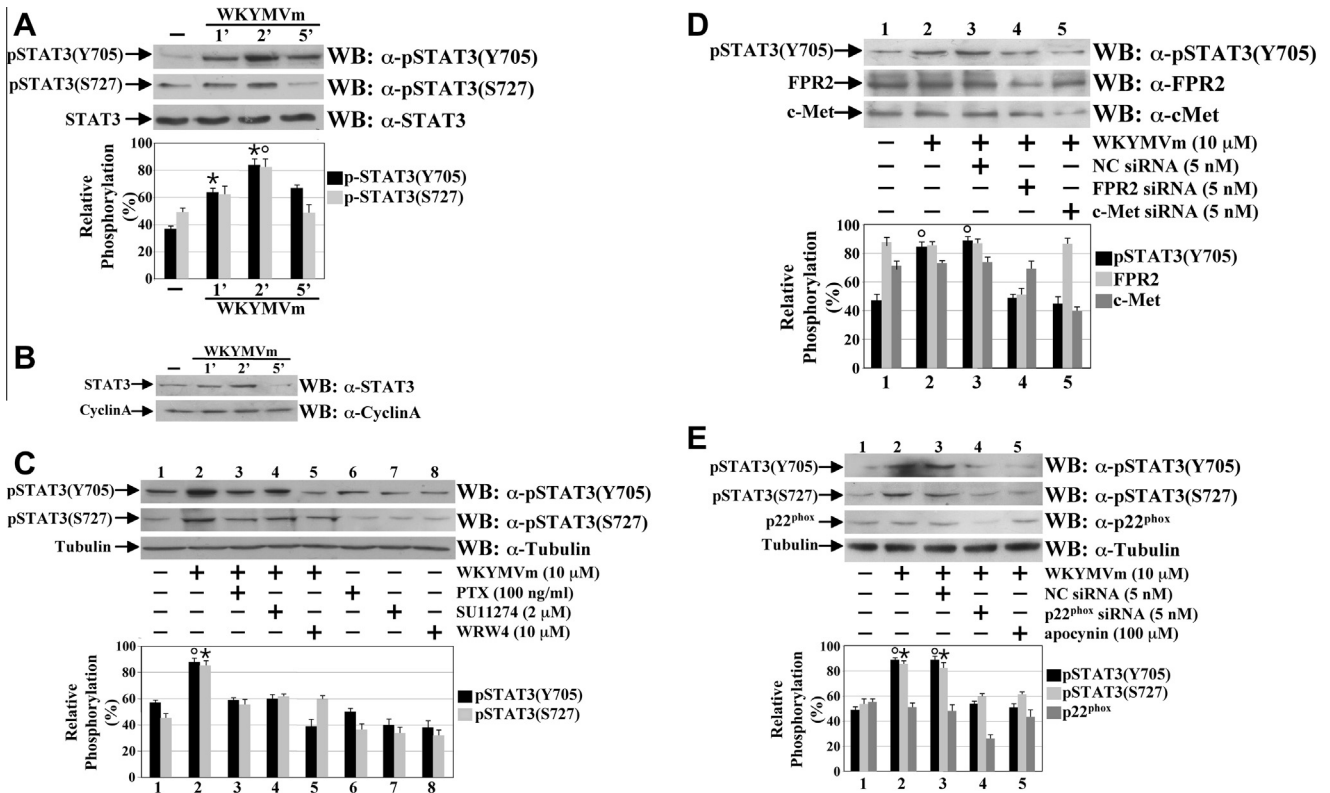 A
WKYMVm
– 1’ 2’ 5’
pSTAT3(Y705) WB: α-pSTAT3(Y705)
pSTAT3(S727) WB: α-pSTAT3(S727)
STAT3 WB: α-STAT3
Relative Phosphorylation (%)
100
80
60
40
20
0
* * °
p-STAT3(Y705)
p-STAT3(S727)
– 1’ 2’ 5’
WKYMVm
B
WKYMVm
– 1’ 2’ 5’
STAT3 WB: α-STAT3
CyclinA WB: α-CyclinA
C
1 2 3 4 5 6 7 8
pSTAT3(Y705) WB: α-pSTAT3(Y705)
pSTAT3(S727) WB: α-pSTAT3(S727)
Tubulin WB: α-Tubulin
– + + + + – – – WKYMVm (10 μM)
– – + – – + – – PTX (100 ng/ml)
– – – + – – + – SU11274 (2 μM)
– – – – + – – + WRW4 (10 μM)
Relative Phosphorylation (%)
100
80
60
40
20
0
° *
pSTAT3(Y705)
pSTAT3(S727)
1 2 3 4 5 6 7 8
D
1 2 3 4 5
pSTAT3(Y705) WB: α-pSTAT3(Y705)
FPR2 WB: α-FPR2
c-Met WB: α-cMet
– + + + + WKYMVm (10 μM)
– – + – – NC siRNA (5 nM)
– – – + – FPR2 siRNA (5 nM)
– – – – + c-Met siRNA (5 nM)
Relative Phosphorylation (%)
100
80
60
40
20
0
° °
pSTAT3(Y705)
FPR2
c-Met
1 2 3 4 5
E
1 2 3 4 5
pSTAT3(Y705) WB: α-pSTAT3(Y705)
pSTAT3(S727) WB: α-pSTAT3(S727)
p22phox WB: α-p22phox
Tubulin WB: α-Tubulin
– + + + + WKYMVm (10 μM)
– – + – – NC siRNA (5 nM)
– – – + – p22phox siRNA (5 nM)
– – – – + apocynin (100 μM)
Relative Phosphorylation (%)
100
80
60
40
20
0
° * ° *
pSTAT3(Y705)
pSTAT3(S727)
p22phox
1 2 3 4 5